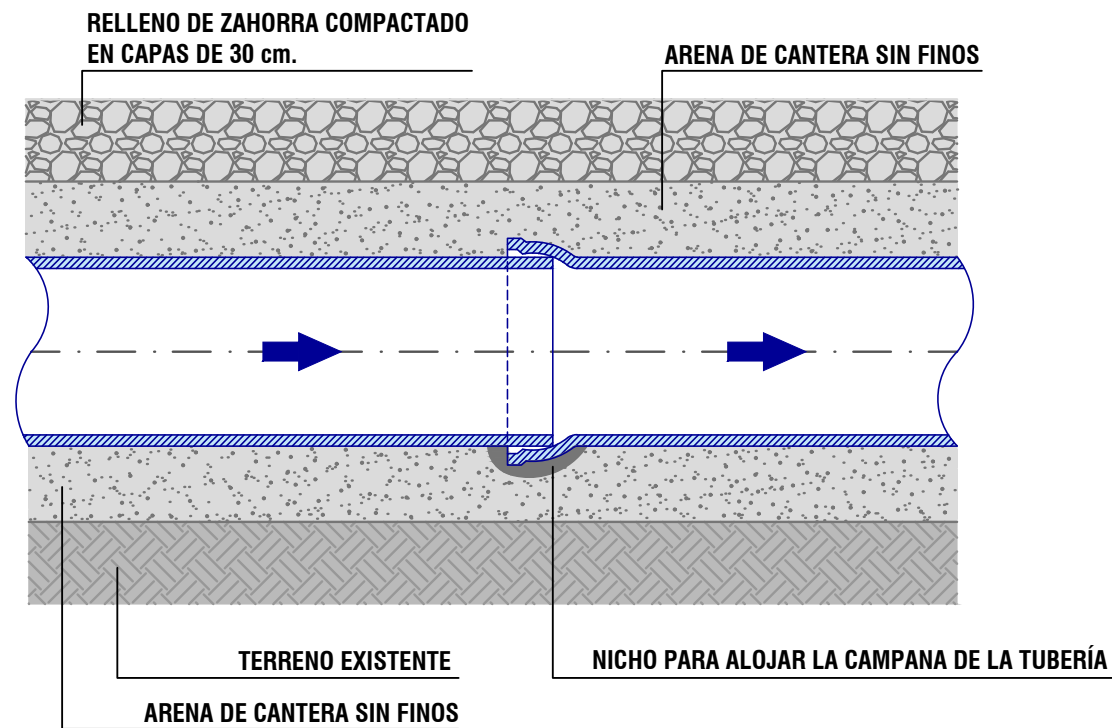 RELLENO DE ZAHORRA COMPACTADO
EN CAPAS DE 30 cm.
ARENA DE CANTERA SIN FINOS
TERRENO EXISTENTE
NICHO PARA ALOJAR LA CAMPANA DE LA TUBERÍA
ARENA DE CANTERA SIN FINOS